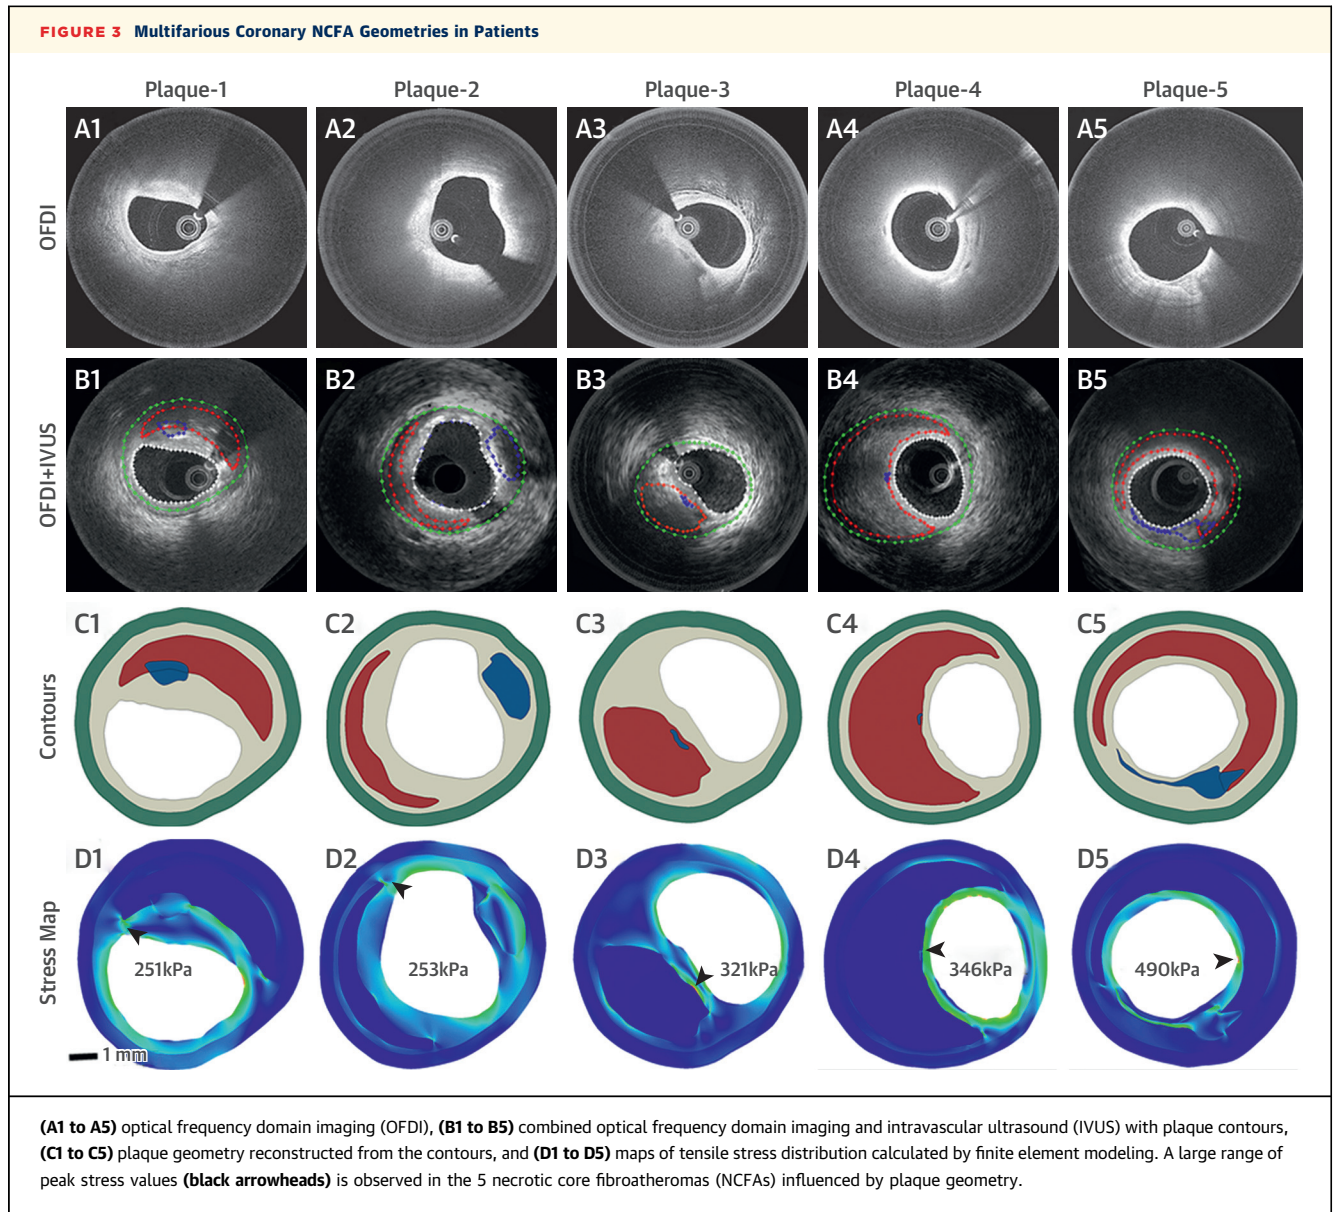 FIGURE 3 Multifarious Coronary NCFA Geometries in Patients
Plaque-1 Plaque-2 Plaque-3 Plaque-4 Plaque-5
OFDI
A1 A2 A3 A4 A5
OFDI+IVUS
B1 B2 B3 B4 B5
Contours
C1 C2 C3 C4 C5
Stress Map
D1 D2 D3 D4 D5
251kPa 253kPa 321kPa 346kPa 490kPa
1 mm
(A1 to A5) optical frequency domain imaging (OFDI), (B1 to B5) combined optical frequency domain imaging and intravascular ultrasound (IVUS) with plaque contours,
(C1 to C5) plaque geometry reconstructed from the contours, and (D1 to D5) maps of tensile stress distribution calculated by finite element modeling. A large range of
peak stress values (black arrowheads) is observed in the 5 necrotic core fibroatheromas (NCFAs) influenced by plaque geometry.